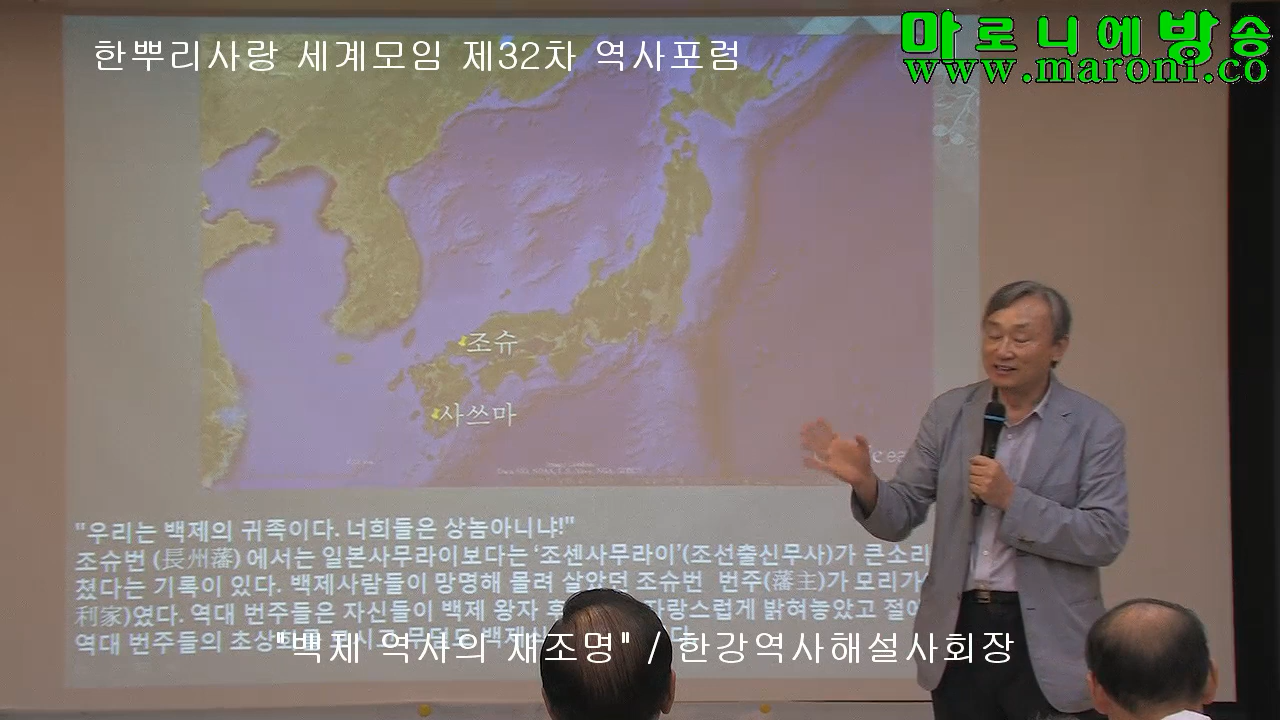 한뿌리사랑 세계모임 제32차 역사포럼
마로니에방송
www.maroni.co
조슈
사쓰마
"우리는 백제의 귀족이다. 너희들은 상놈아니냐!"
조슈번 (長州藩) 에서는 일본사무라이보다는 ‘조센사무라이’(조선출신무사)가 큰소리
쳤다는 기록이 있다. 백제사람들이 망명해 몰려 살았던 조슈번 번주(藩主)가 모리가
利家)였다. 역대 번주들은 자신들이 백제 왕자 후 자랑스럽게 밝혀놓았고 절에
역대 번주들의 초상
"백제 역사의 재조명" / 한강역사해설사회장